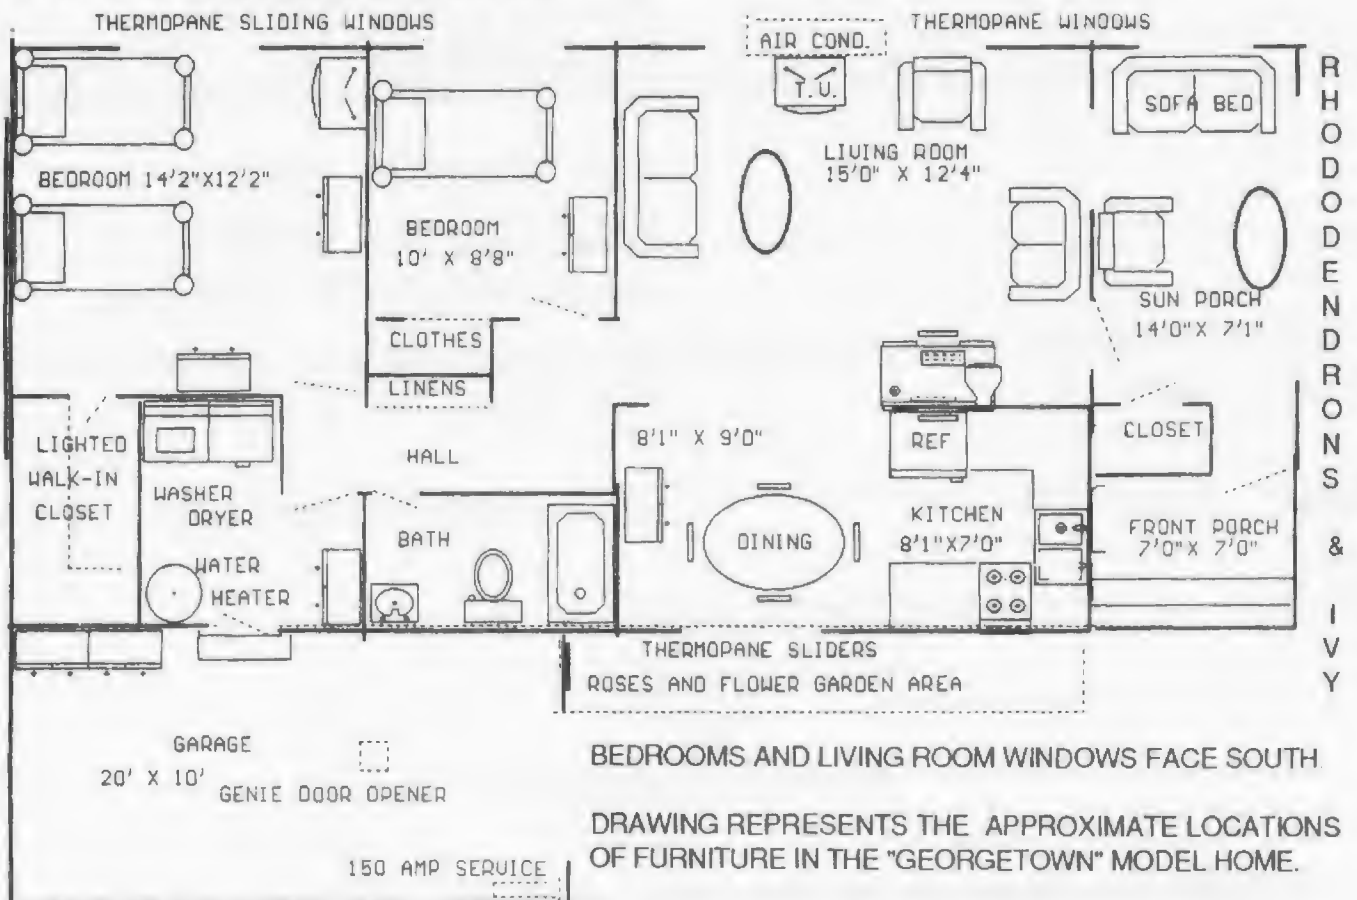 THERMOPANE SLIDING WINDOWS
THERMOPANE WINDOWS
AIR COND.
T.V.
SOFA BED
LIVING ROOM
15'0" X 12'4"
BEDROOM 14'2"X12'2"
BEDROOM
10' X 8'8"
SUN PORCH
14'0"X 7'1"
CLOTHES
LINENS
LIGHTED
WALK-IN
CLOSET
HALL
8'1" X 9'0"
REF
CLOSET
WASHER
DRYER
BATH
DINING
KITCHEN
8'1"X7'0"
FRONT PORCH
7'0"X 7'0"
WATER
HEATER
THERMOPANE SLIDERS
ROSES AND FLOWER GARDEN AREA
GARAGE
20' X 10'
GENIE DOOR OPENER
150 AMP SERVICE
RHODODENDRONS & IVY
BEDROOMS AND LIVING ROOM WINDOWS FACE SOUTH
DRAWING REPRESENTS THE APPROXIMATE LOCATIONS
OF FURNITURE IN THE "GEORGETOWN" MODEL HOME.